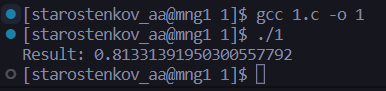 [starostenkov_aa@mng1 1]$ gcc 1.c -o 1
[starostenkov_aa@mng1 1]$ ./1
Result: 0.81331391950300557792
[starostenkov_aa@mng1 1]$